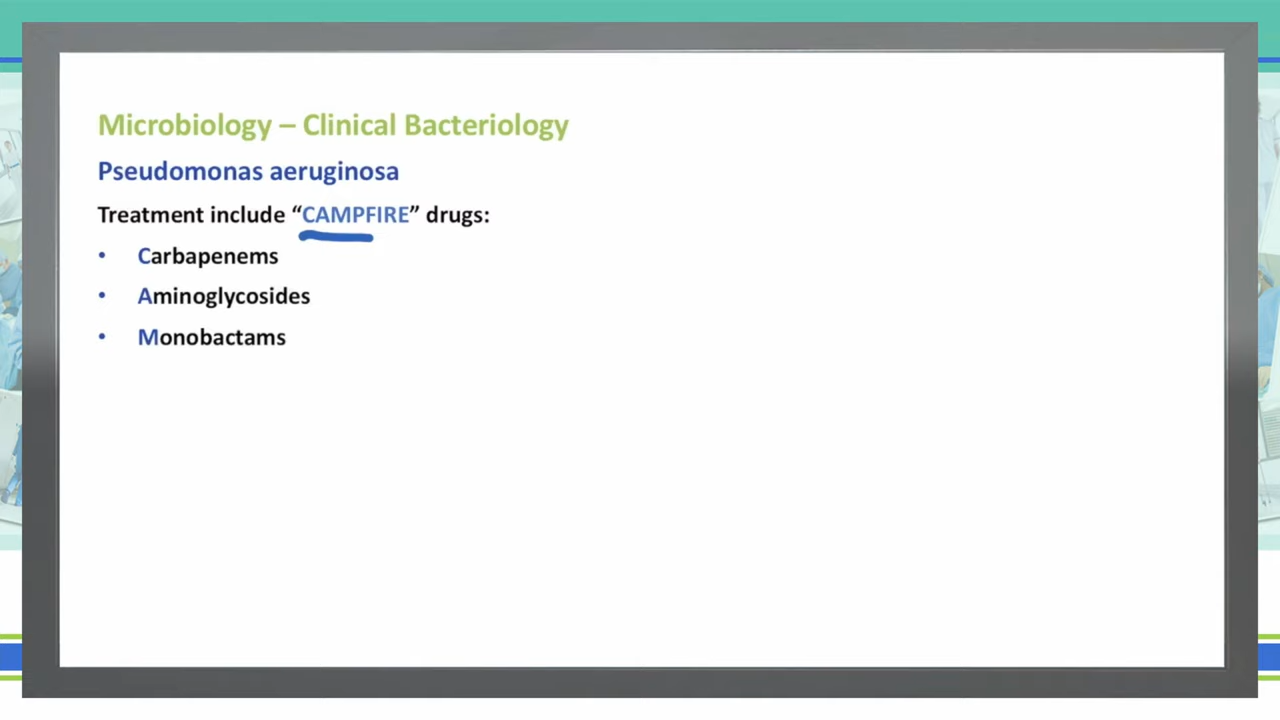 Microbiology – Clinical Bacteriology
Pseudomonas aeruginosa
Treatment include “CAMPFIRE” drugs:
• Carbapenems
• Aminoglycosides
• Monobactams